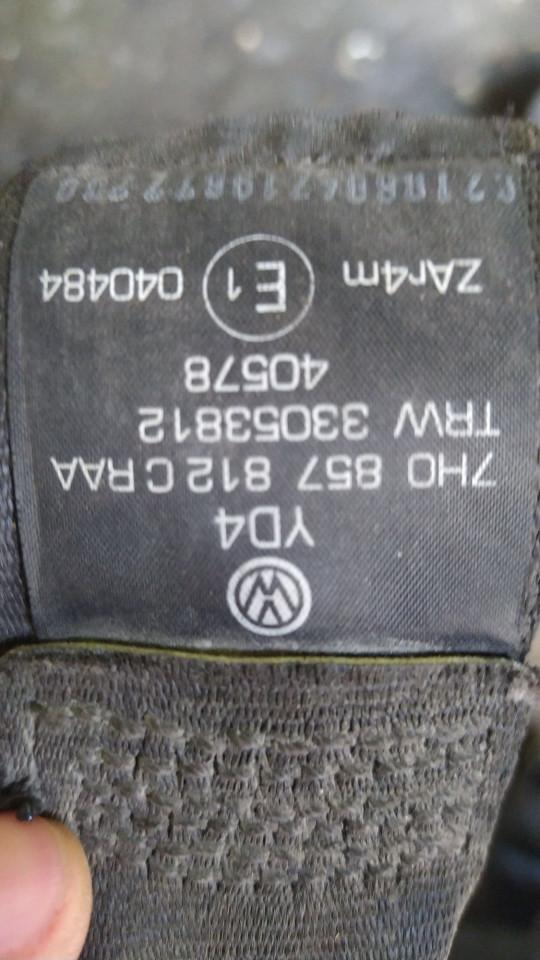 YD4
7H0 857 812 C RAA
TRW 33053812
40578
ZAr4m E1 040484